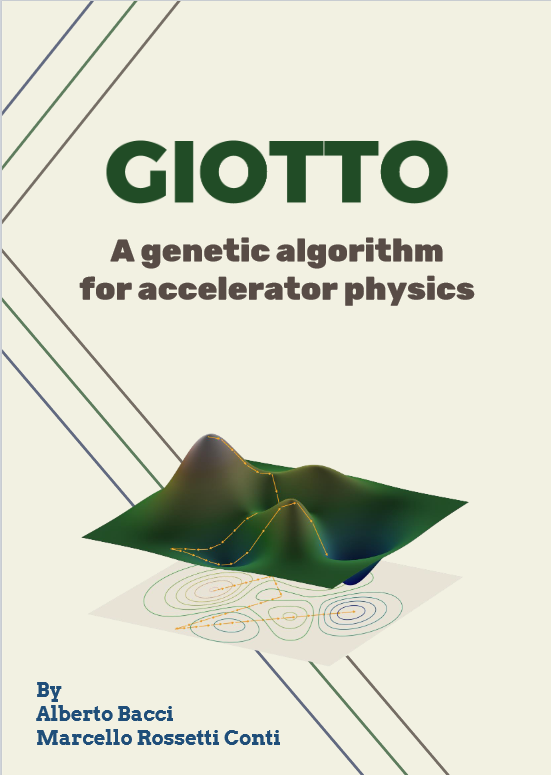 GIOTTO
A genetic algorithm
for accelerator physics
By
Alberto Bacci
Marcello Rossetti Conti